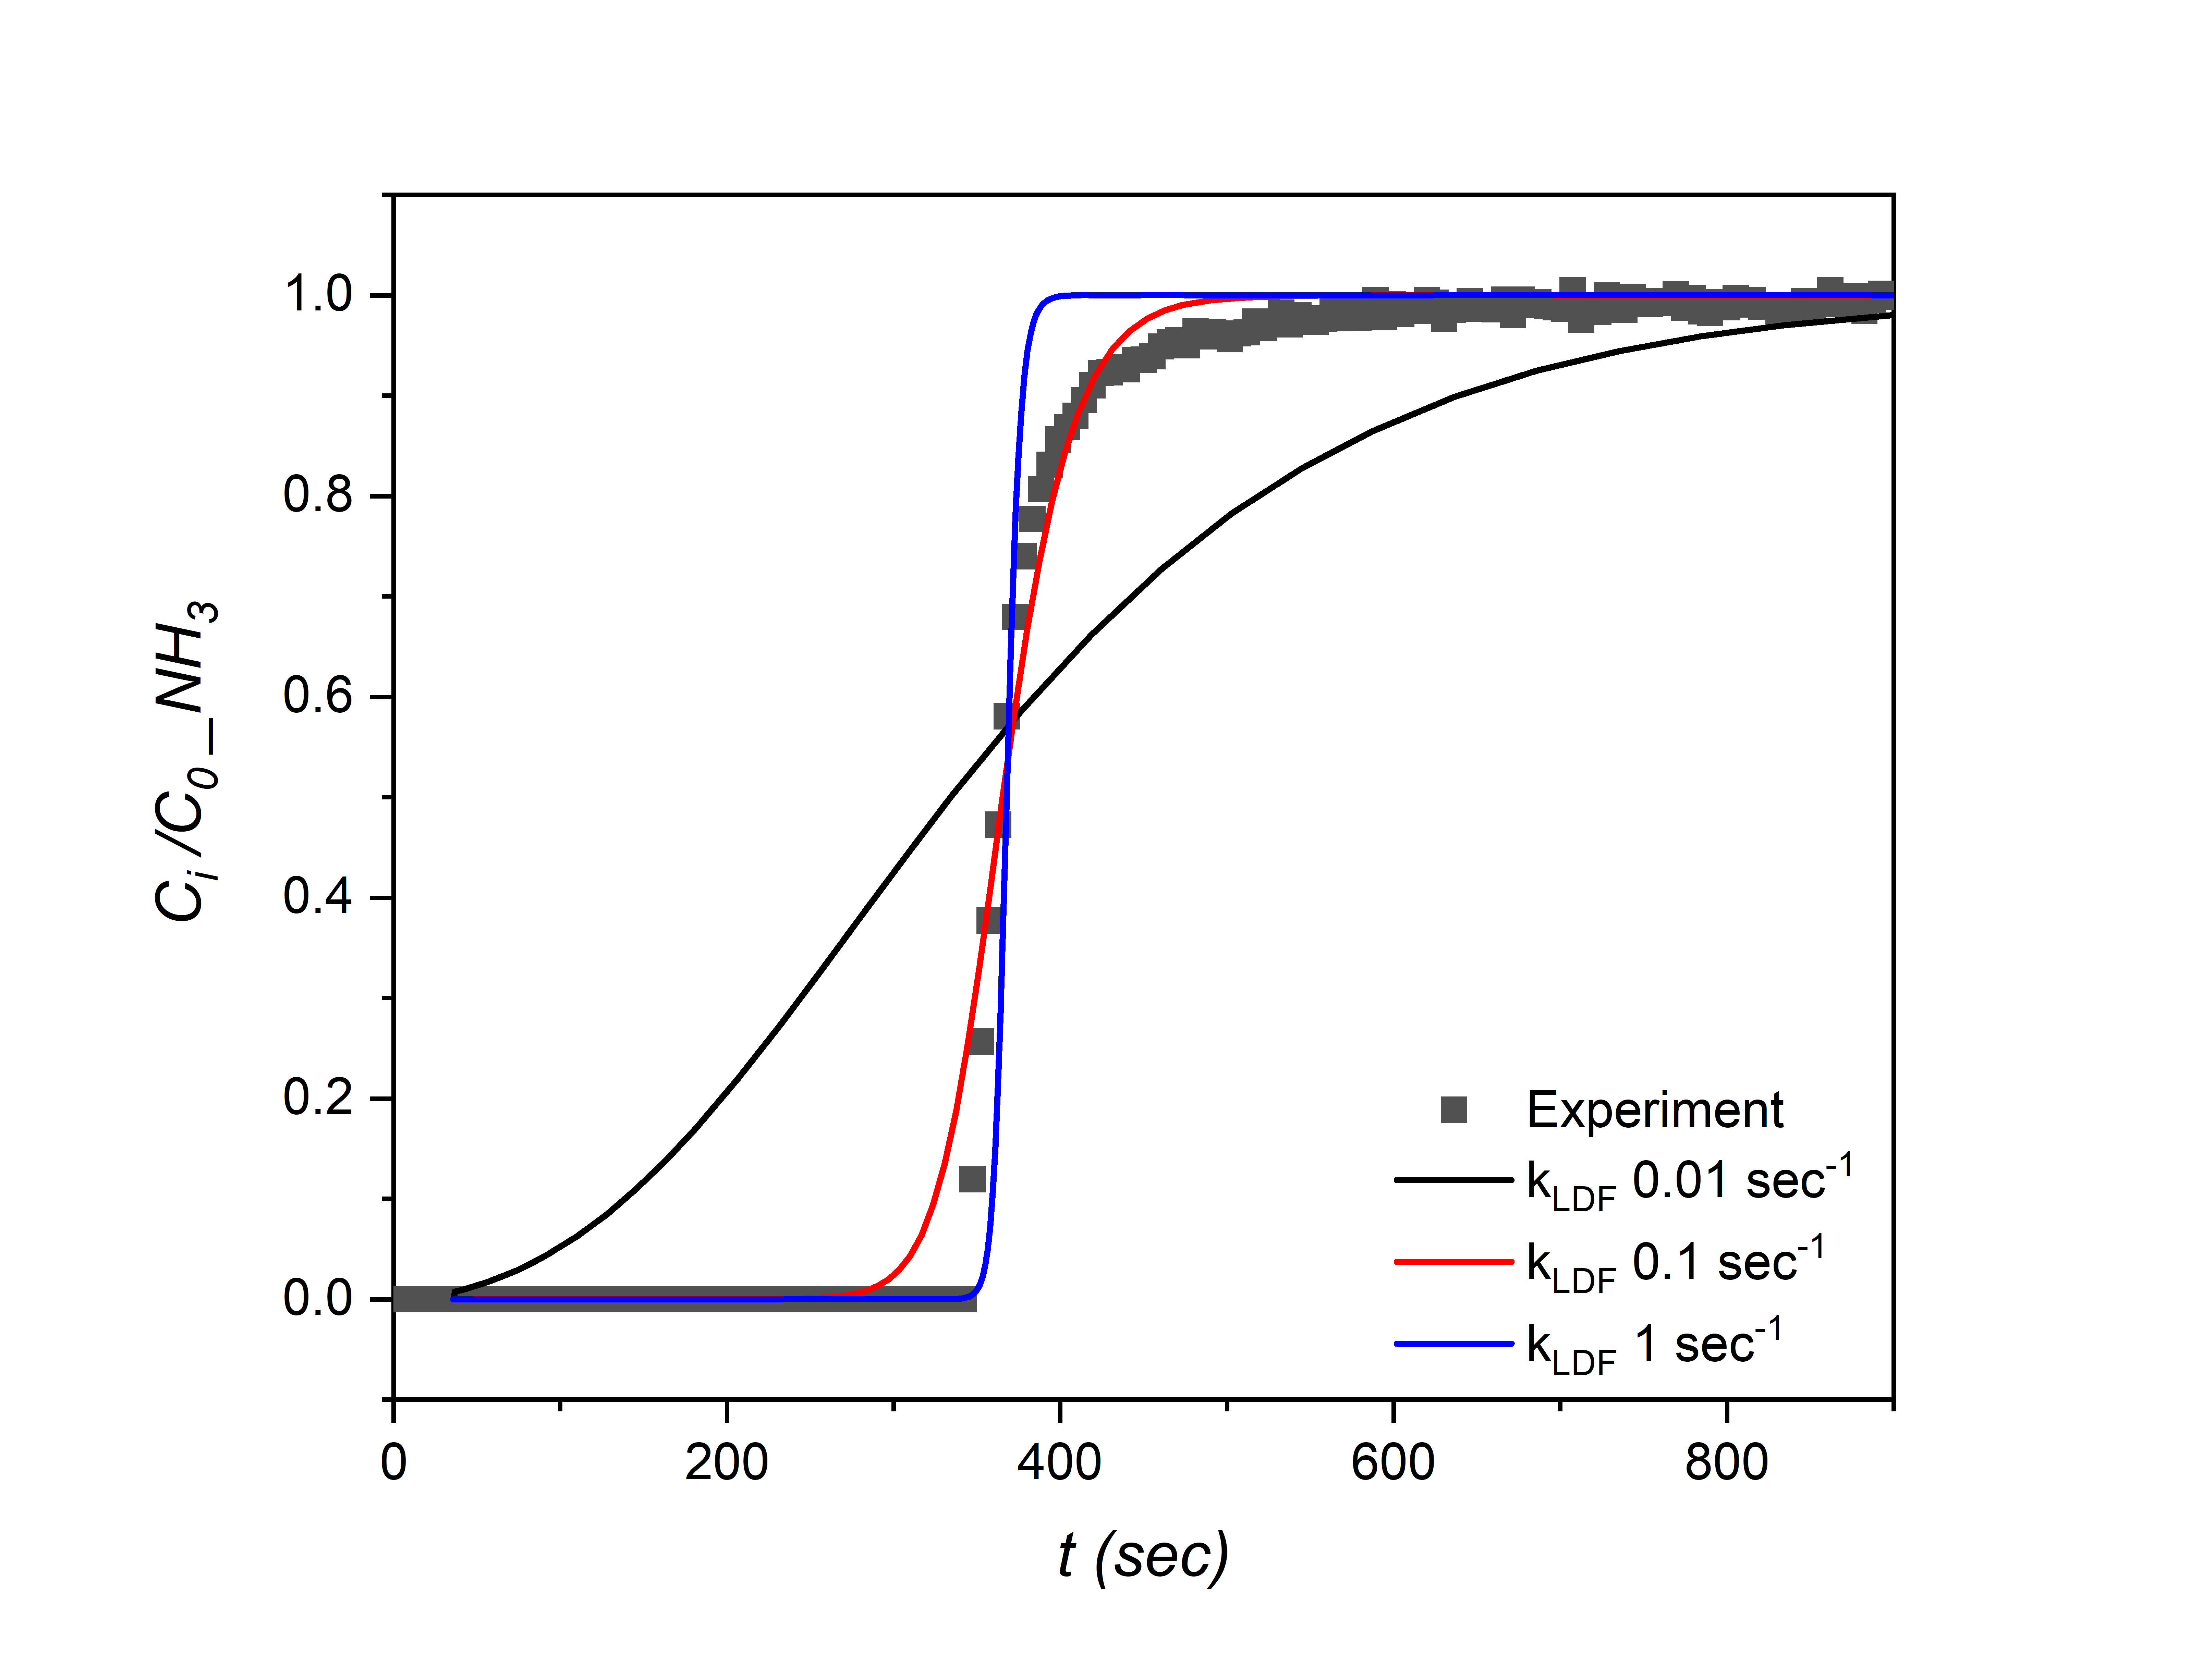 1.0
0.8
0.6
0.4
0.2
0.0
C_i/C_0_NH_3
Experiment
k_LDF 0.01 sec^-1
k_LDF 0.1 sec^-1
k_LDF 1 sec^-1
0 200 400 600 800
t (sec)